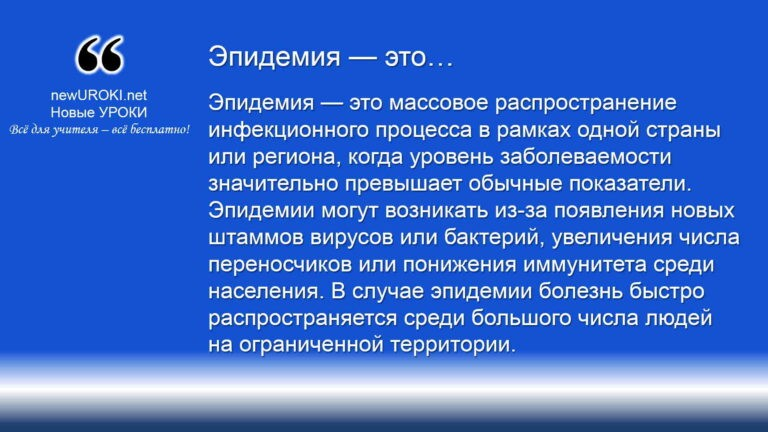 newUROKI.net
Новые УРОКИ
Всё для учителя – всё бесплатно!
Эпидемия — это…
Эпидемия — это массовое распространение
инфекционного процесса в рамках одной страны
или региона, когда уровень заболеваемости
значительно превышает обычные показатели.
Эпидемии могут возникать из-за появления новых
штаммов вирусов или бактерий, увеличения числа
переносчиков или понижения иммунитета среди
населения. В случае эпидемии болезнь быстро
распространяется среди большого числа людей
на ограниченной территории.